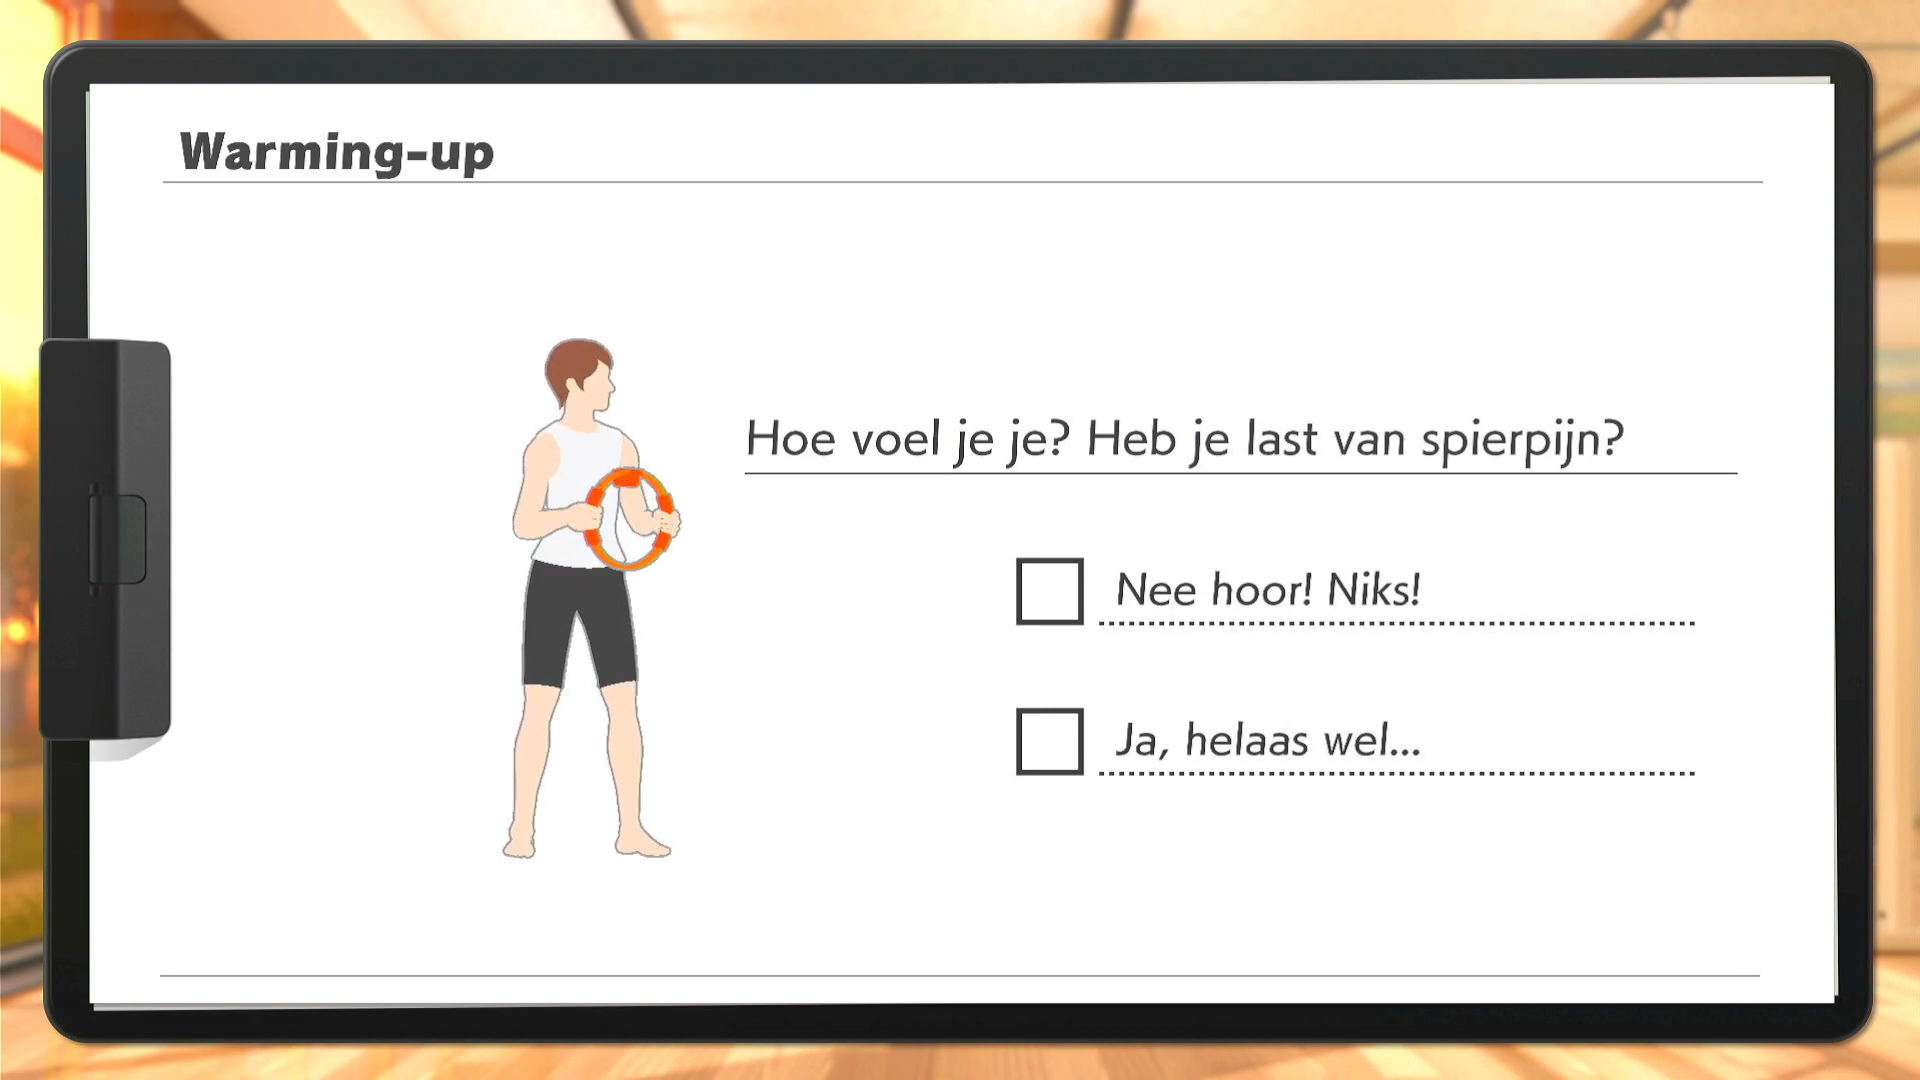 Warming-up
Hoe voel je je? Heb je last van spierpijn?
Nee hoor! Niks!
Ja, helaas wel...